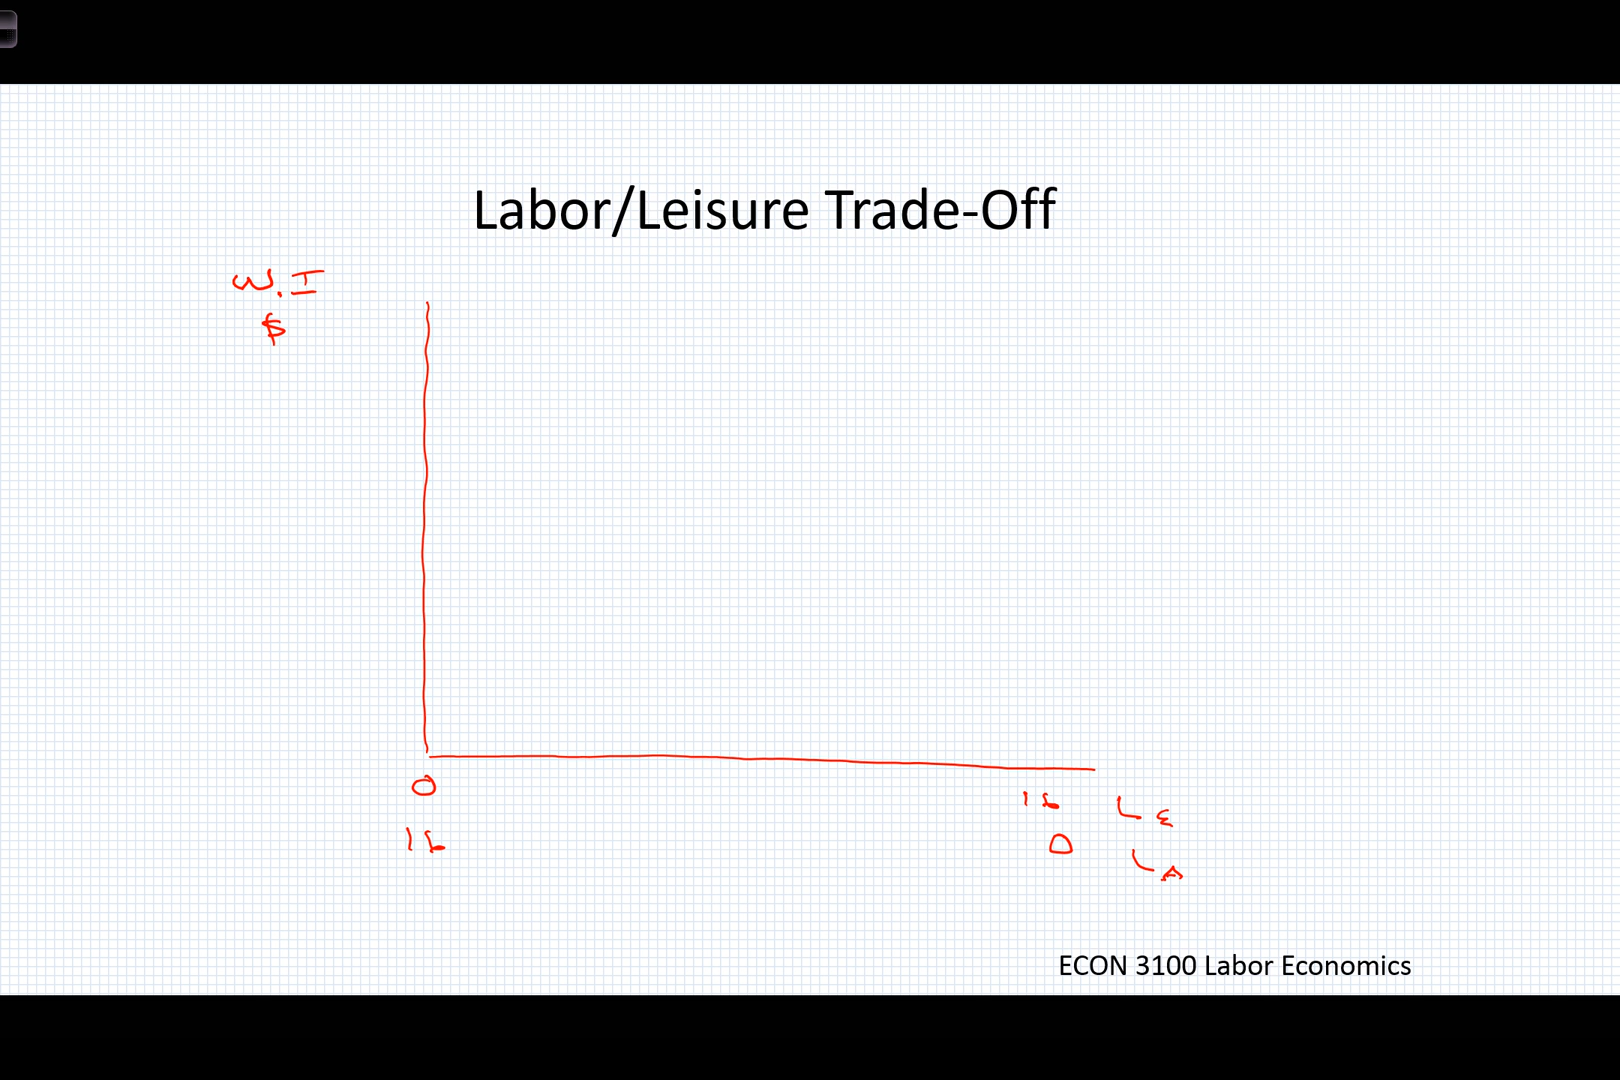 Labor/Leisure Trade-Off
W.I
$
0 16 LE
16 0 LA
ECON 3100 Labor Economics